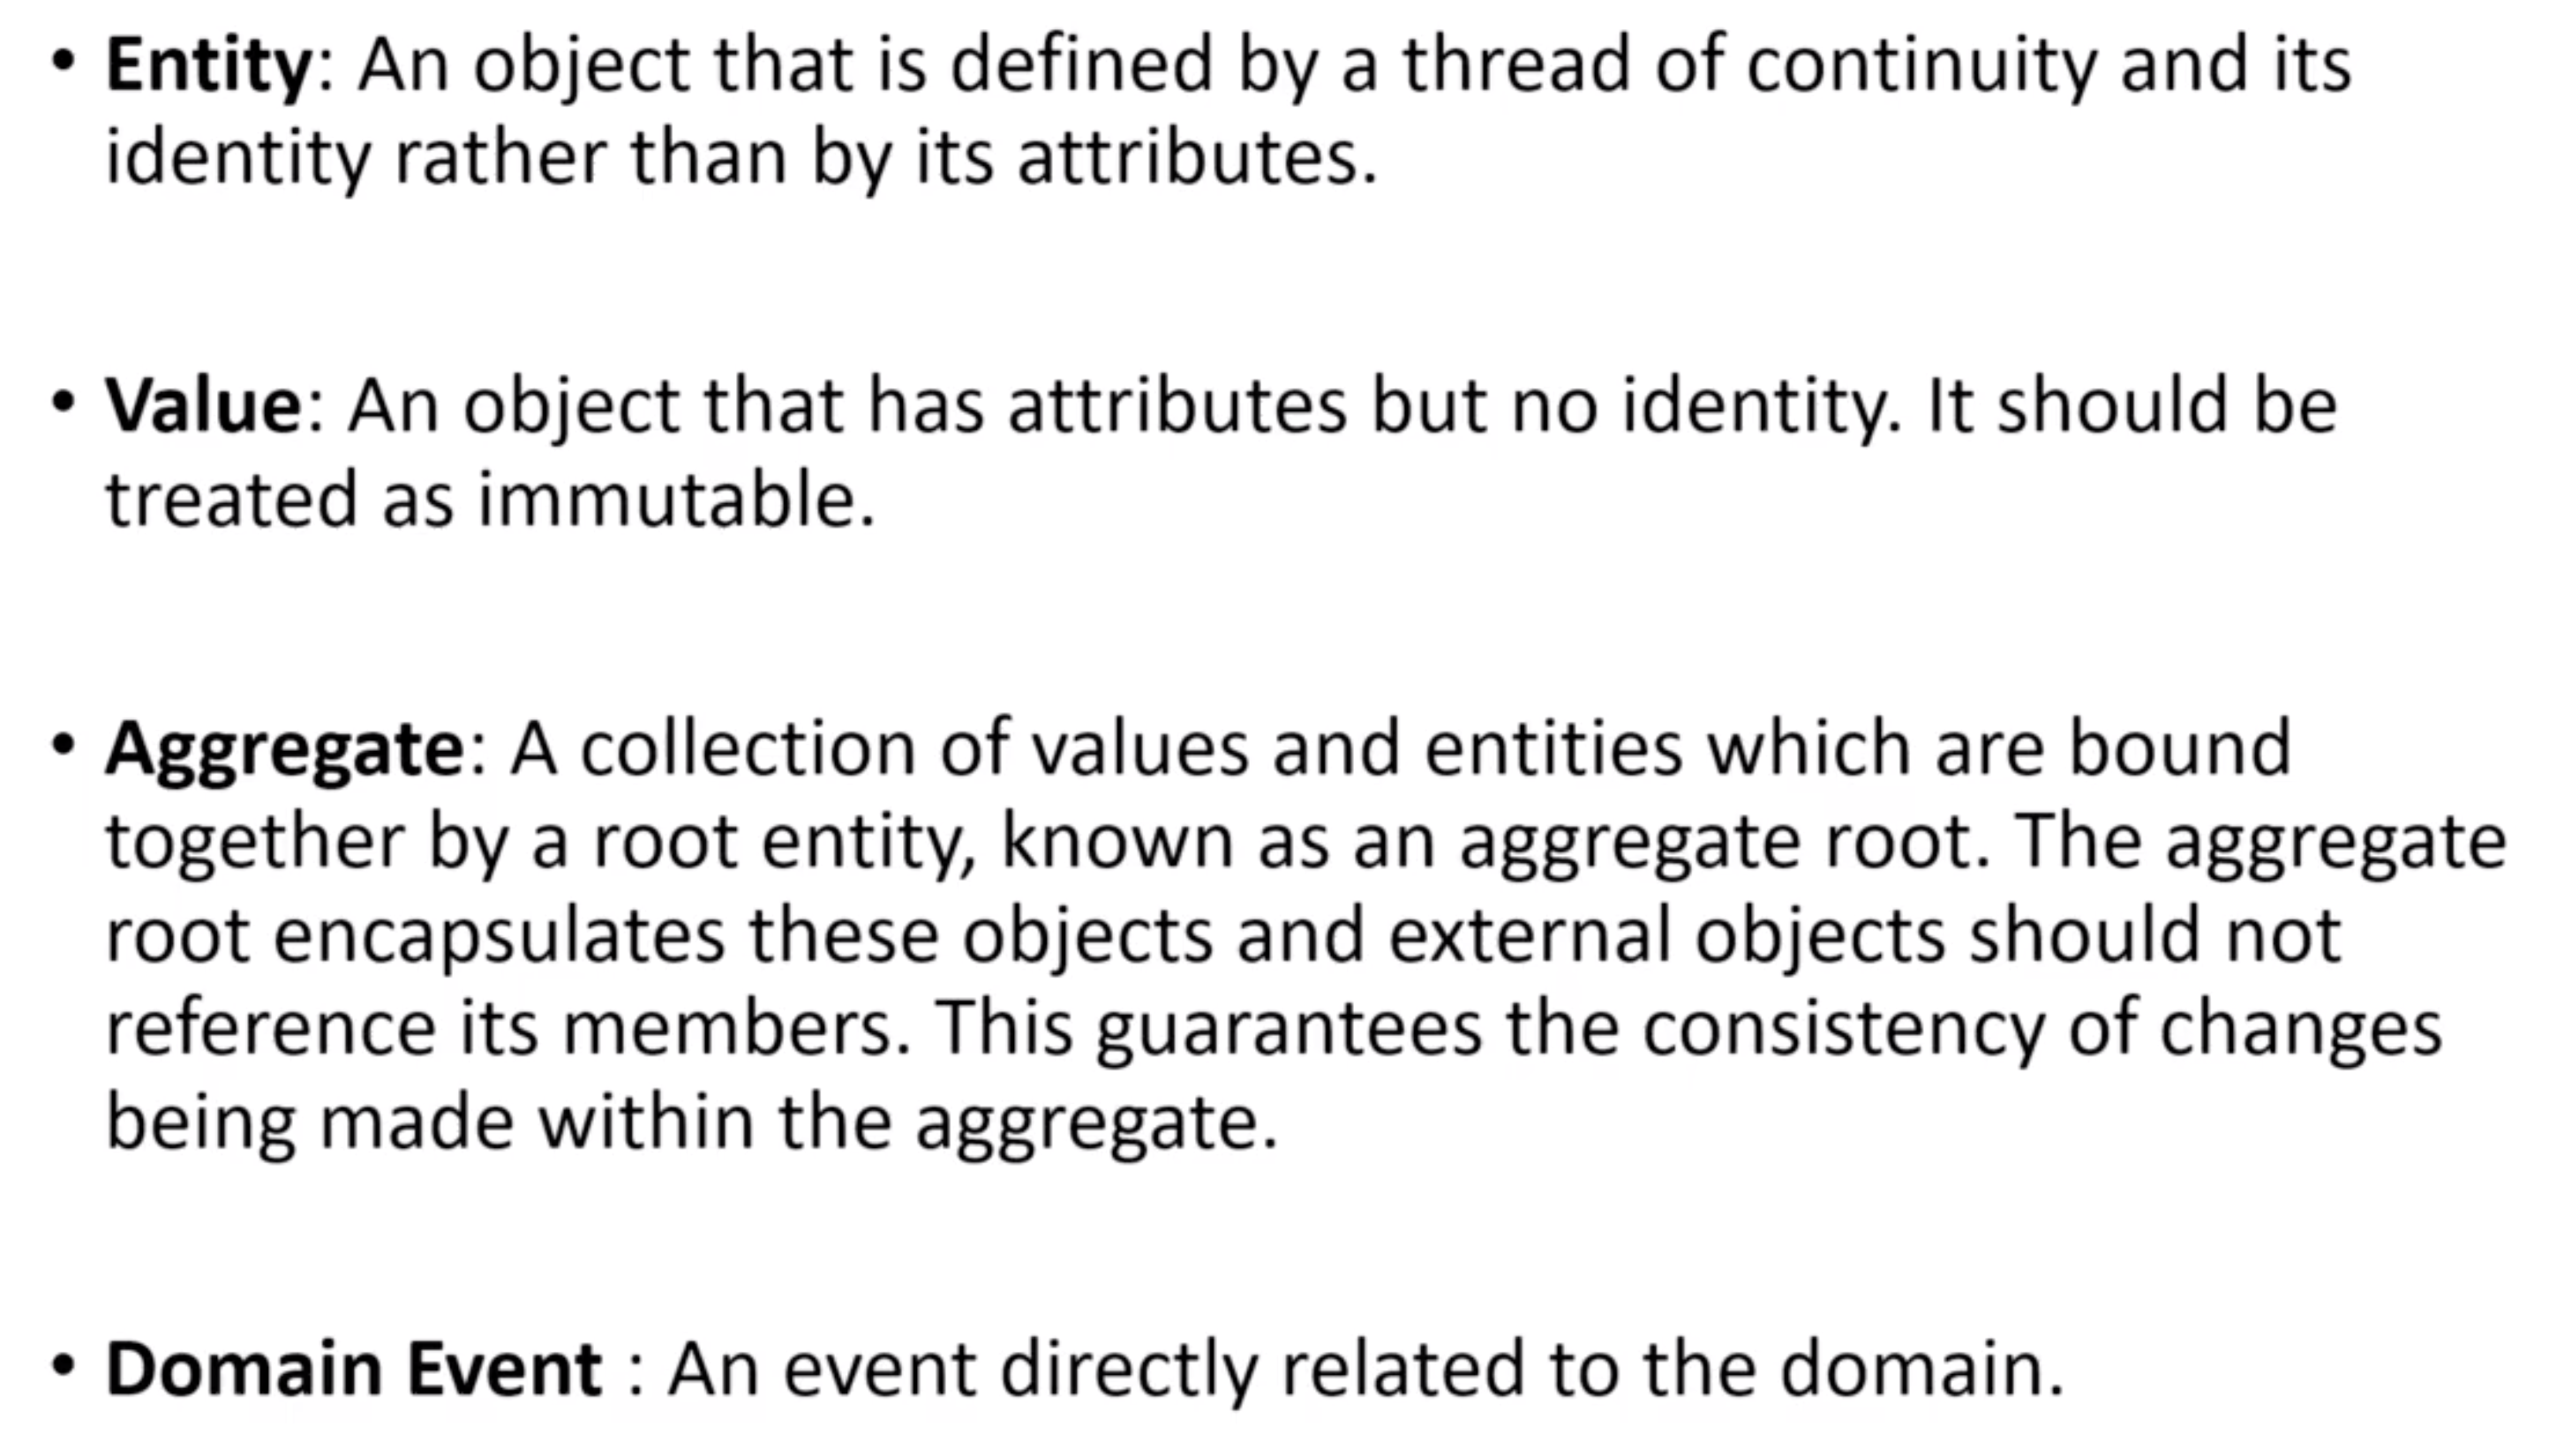 • Entity: An object that is defined by a thread of continuity and its
identity rather than by its attributes.
• Value: An object that has attributes but no identity. It should be
treated as immutable.
• Aggregate: A collection of values and entities which are bound
together by a root entity, known as an aggregate root. The aggregate
root encapsulates these objects and external objects should not
reference its members. This guarantees the consistency of changes
being made within the aggregate.
• Domain Event : An event directly related to the domain.